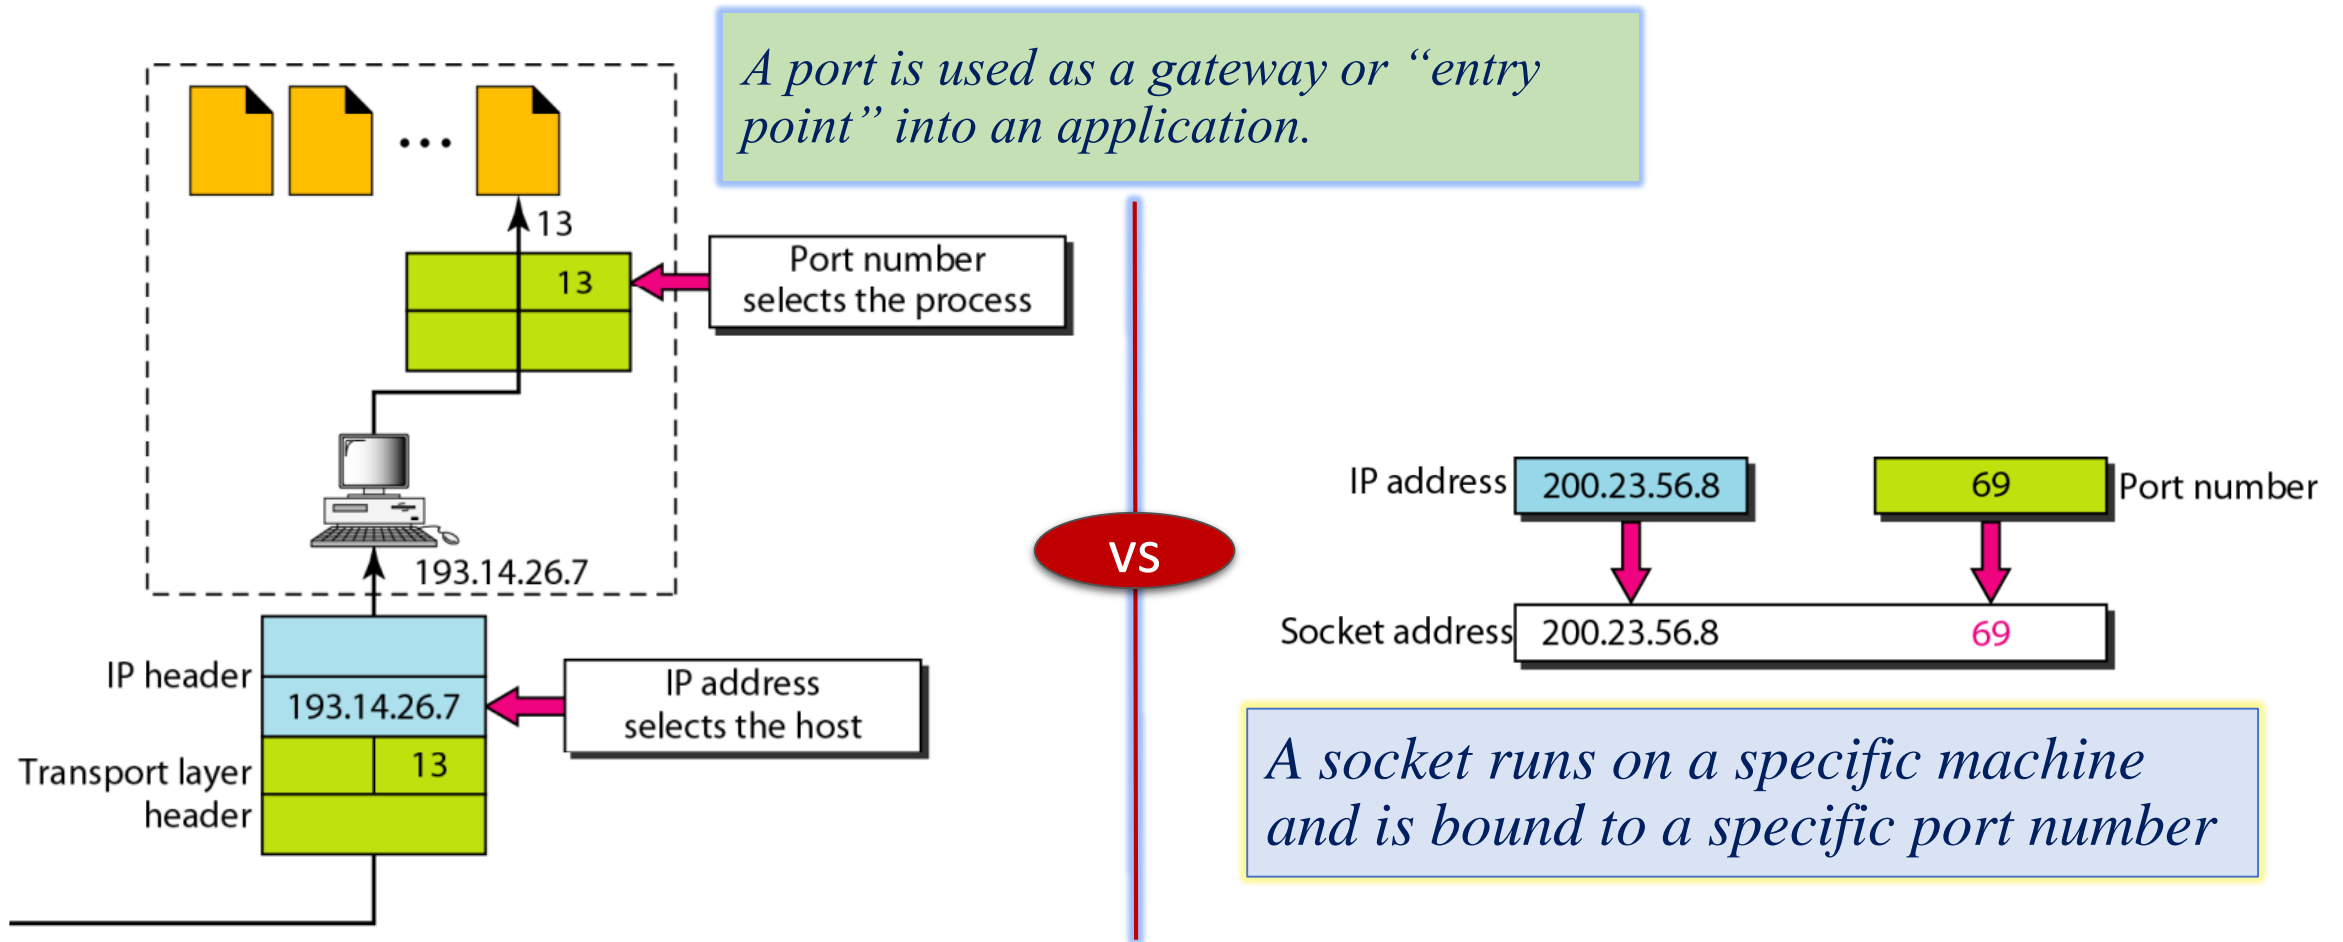 A port is used as a gateway or “entry
point” into an application.
13
13
Port number
selects the process
193.14.26.7
IP header
193.14.26.7
IP address
selects the host
Transport layer
header
13
vs
IP address
200.23.56.8
69
Port number
Socket address
200.23.56.8
69
A socket runs on a specific machine
and is bound to a specific port number